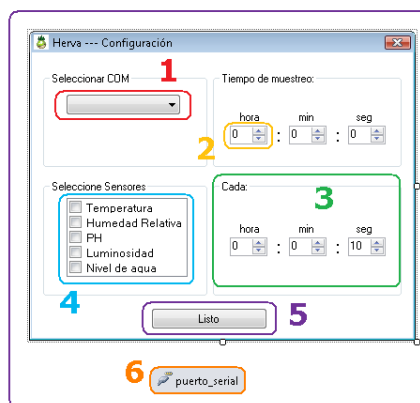 Herva --- Configuración
Seleccionar COM
1
Tiempo de muestreo:
hora min seg
2
0 : 0 : 0
Seleccione Sensores
Temperatura
Humedad Relativa
PH
Luminosidad
Nivel de aqua
4
Cada:
3
hora min seg
0 : 0 : 10
Listo
5
6
puerto_serial